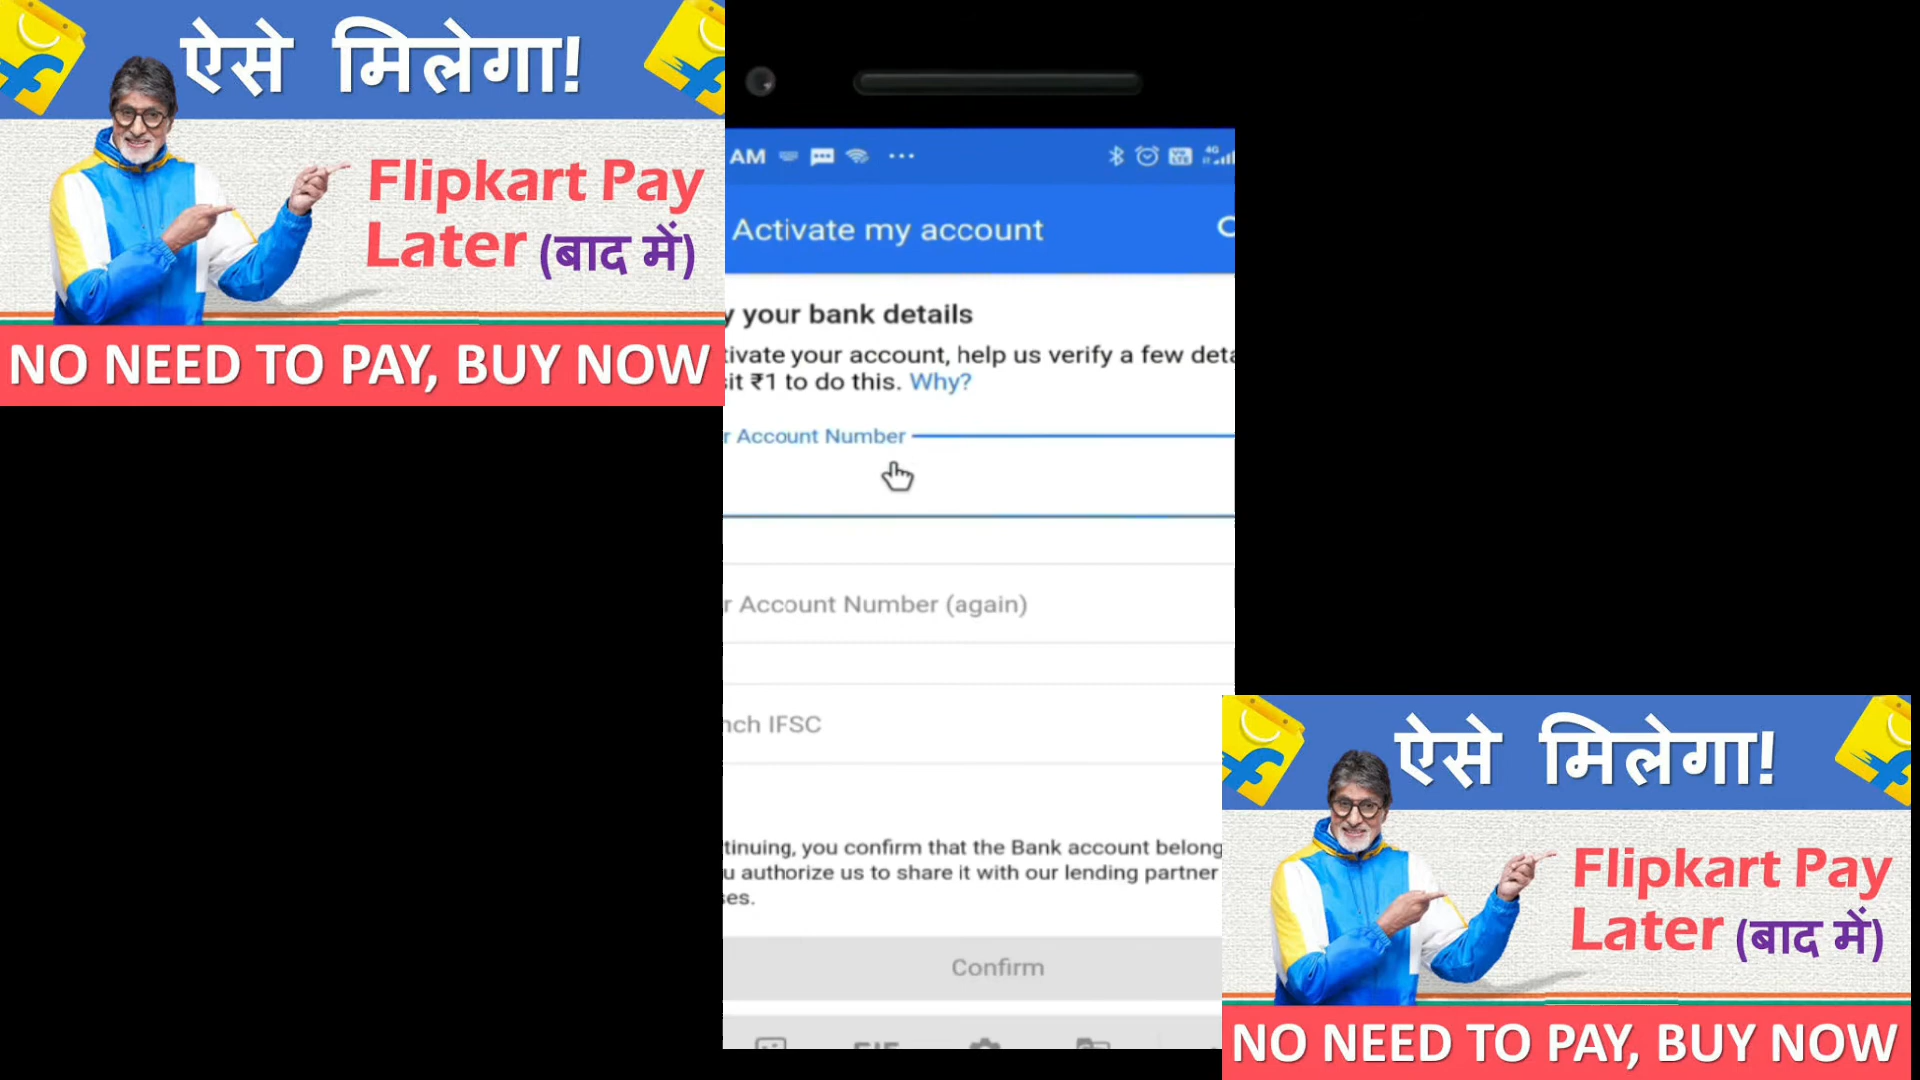 ऐसे मिलेगा!
Flipkart Pay
Later (बाद में)
NO NEED TO PAY, BUY NOW
AM
4G
Activate my account
y your bank details
tivate your account, help us verify a few deta
sit ₹1 to do this. Why?
r Account Number
r Account Number (again)
nch IFSC
tinuing, you confirm that the Bank account belong
u authorize us to share it with our lending partner
ses.
Confirm
GIF
ऐसे मिलेगा!
Flipkart Pay
Later (बाद में)
NO NEED TO PAY, BUY NOW